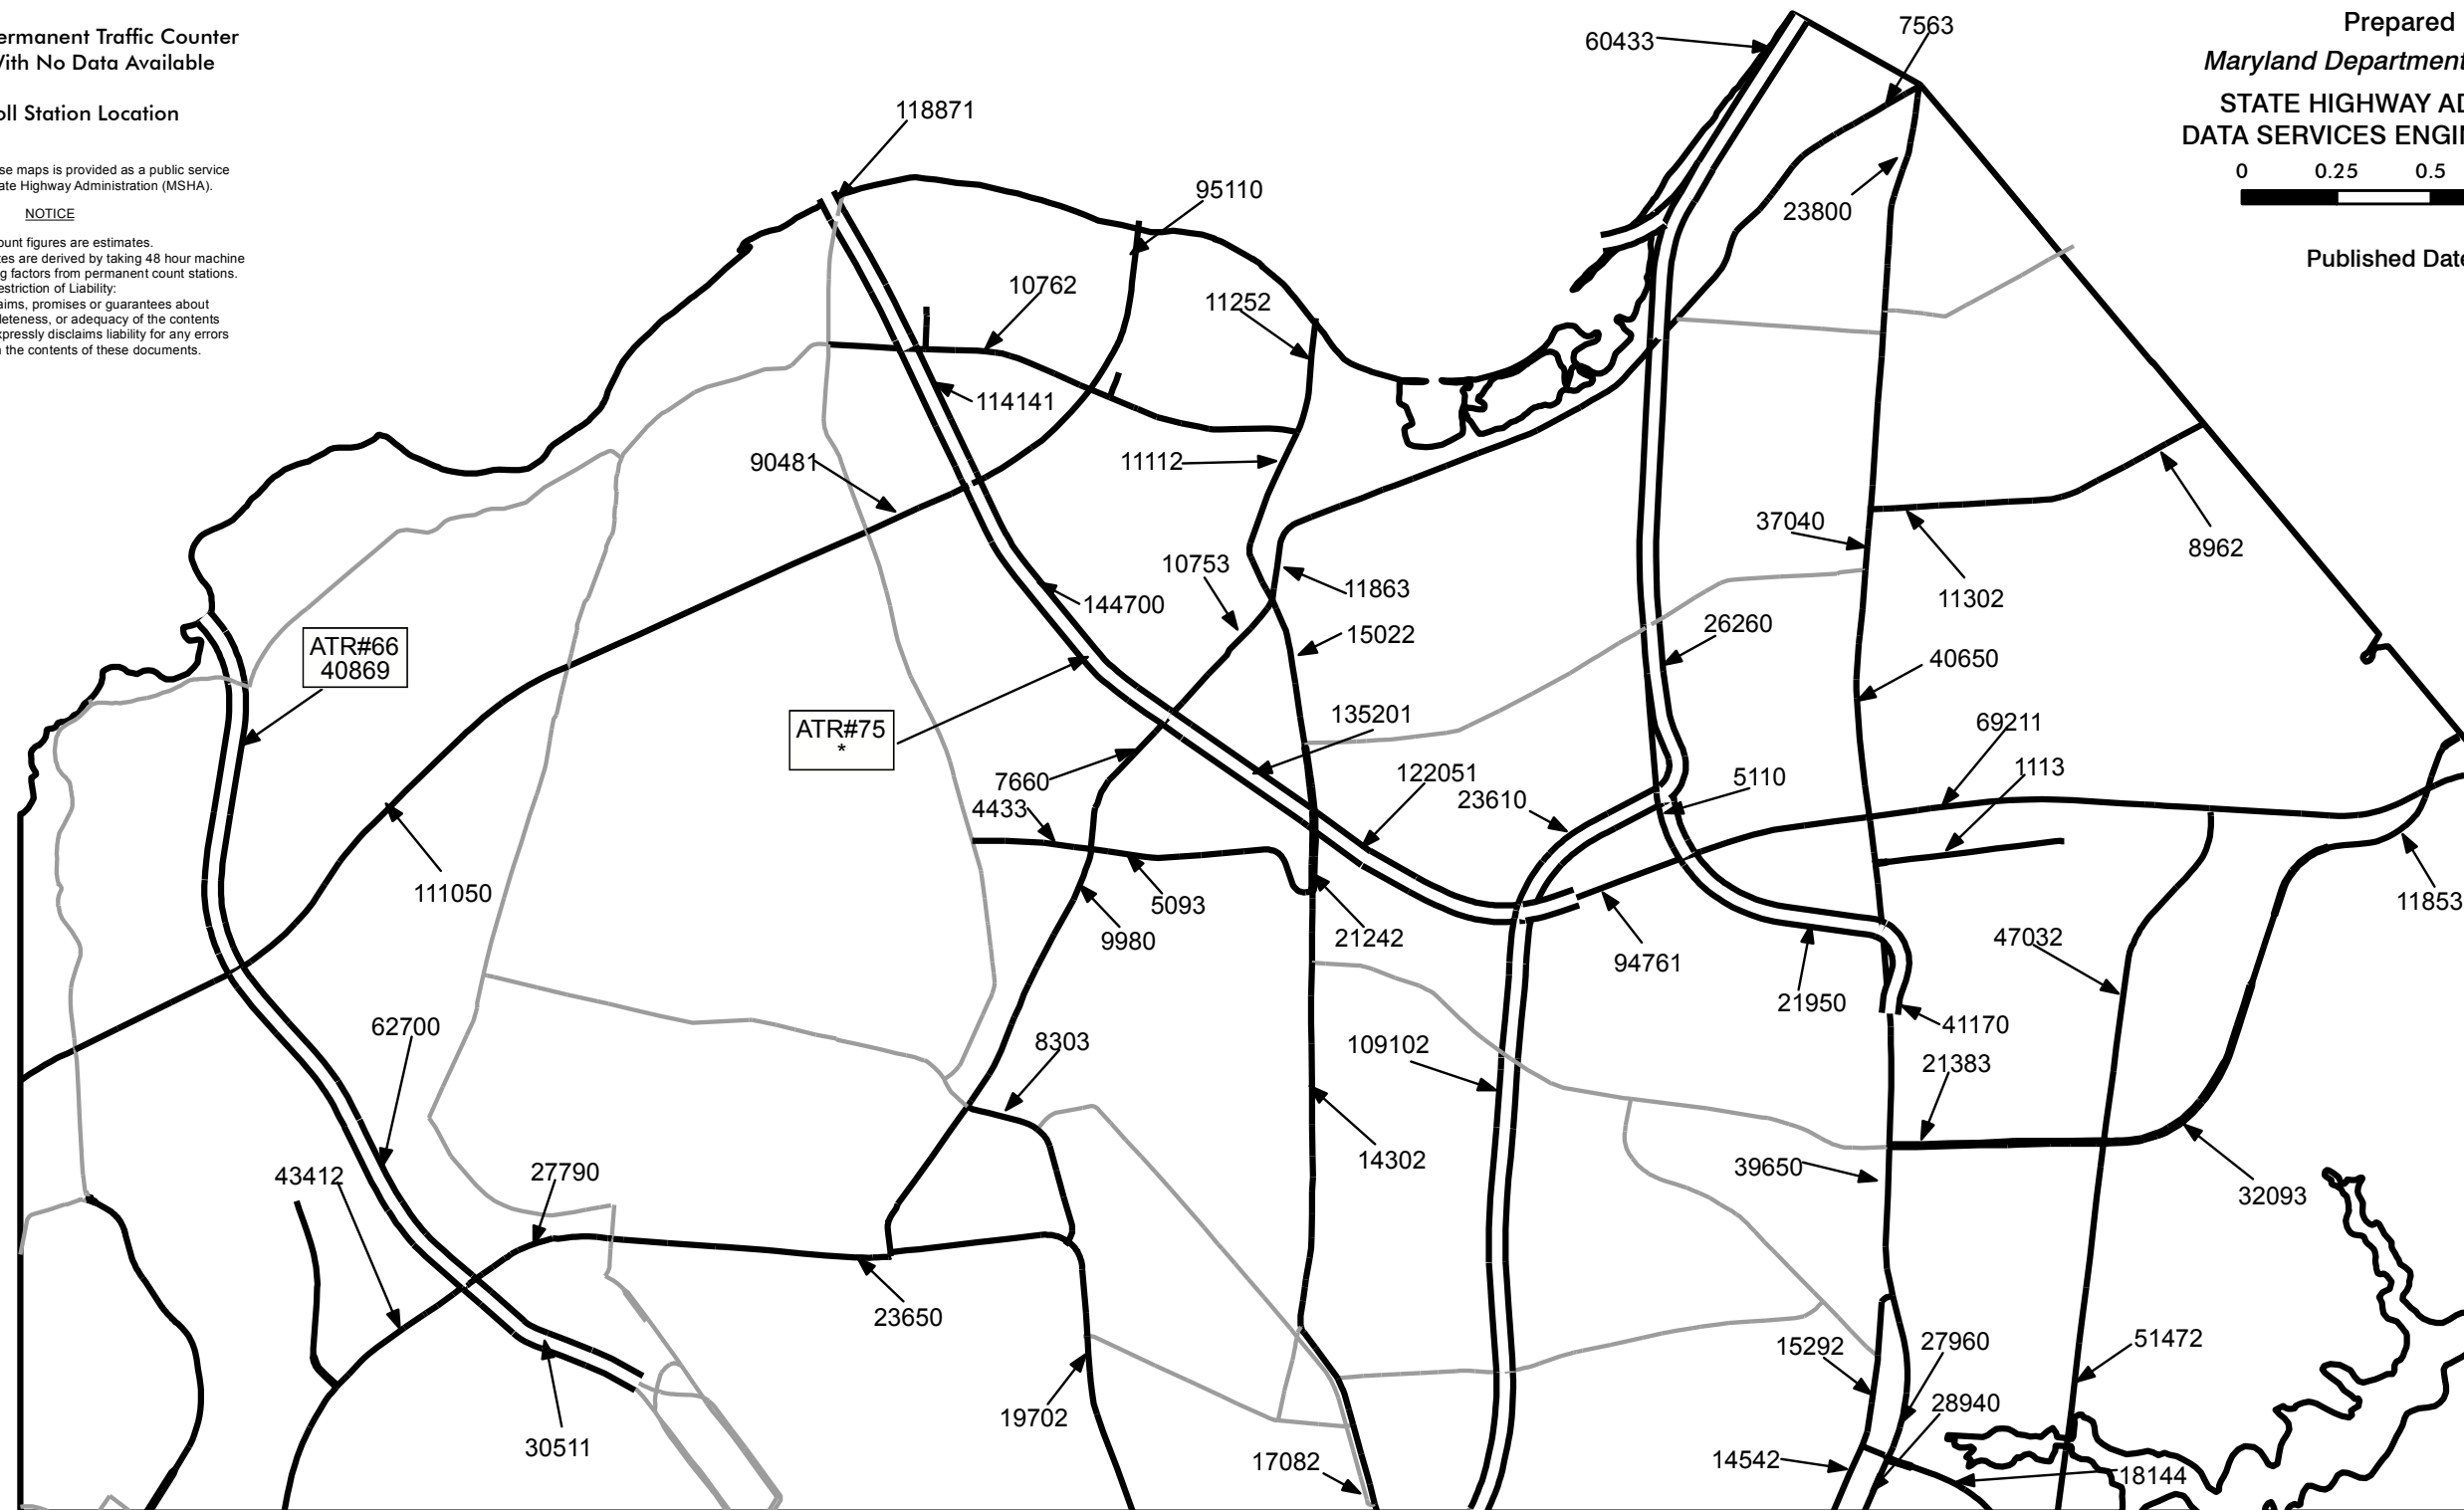 ermanent Traffic Counter
With No Data Available
oll Station Location
se maps is provided as a public service
ate Highway Administration (MSHA).
NOTICE
ount figures are estimates.
es are derived by taking 48 hour machine
g factors from permanent count stations.
estriction of Liability:
aims, promises or guarantees about
leteness, or adequacy of the contents
xpressly disclaims liability for any errors
n the contents of these documents.
Prepared
Maryland Department
STATE HIGHWAY AD
DATA SERVICES ENGI
0 0.25 0.5
Published Date
60433
7563
118871
95110
23800
10762
11252
114141
90481
11112
37040
8962
10753
11863
11302
144700
15022
26260
ATR#66
40869
40650
ATR#75
*
135201
69211
7660
122051
5110
1113
4433
23610
111050
5093
11853
9980
21242
47032
94761
21950
62700
8303
109102
41170
21383
14302
39650
43412
27790
32093
23650
15292
27960
51472
19702
28940
30511
17082
14542
18144